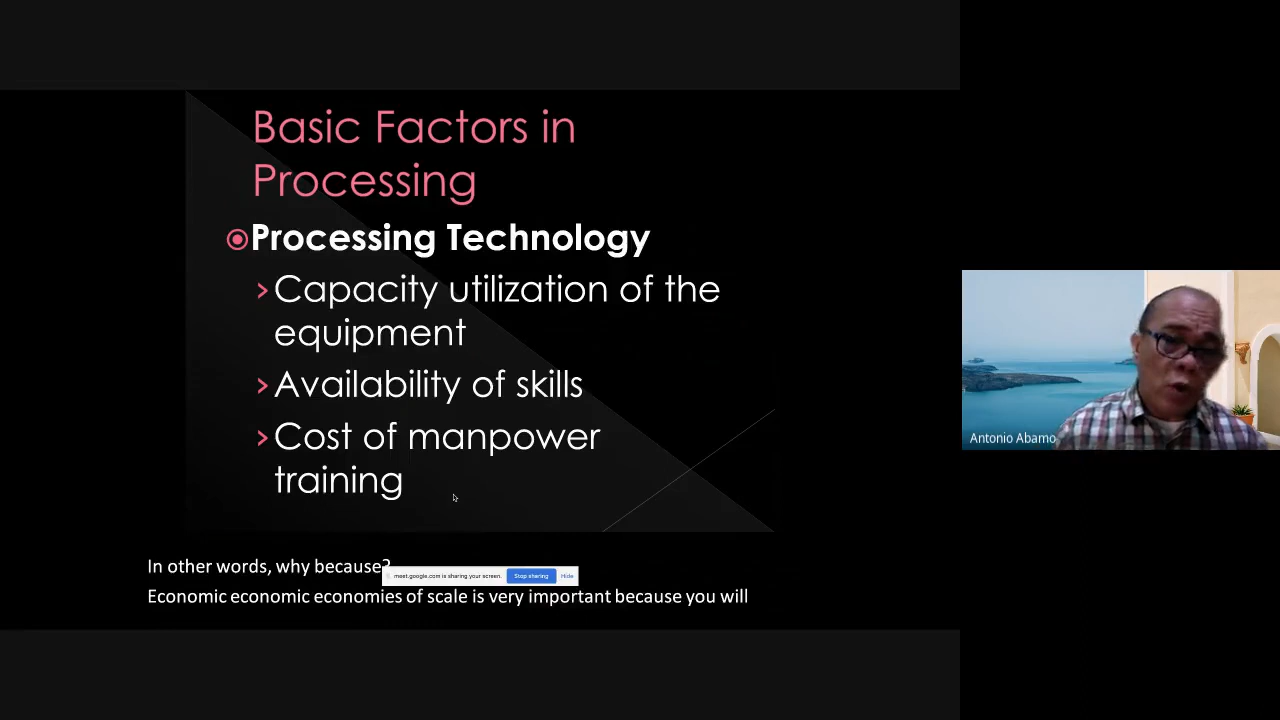 Basic Factors in
Processing
Processing Technology
Capacity utilization of the
equipment
Availability of skills
Cost of manpower
training
Antonio Abamo
In other words, why because?
meet.google.com is sharing your screen.
Stop sharing
Hide
Economic economic economies of scale is very important because you will